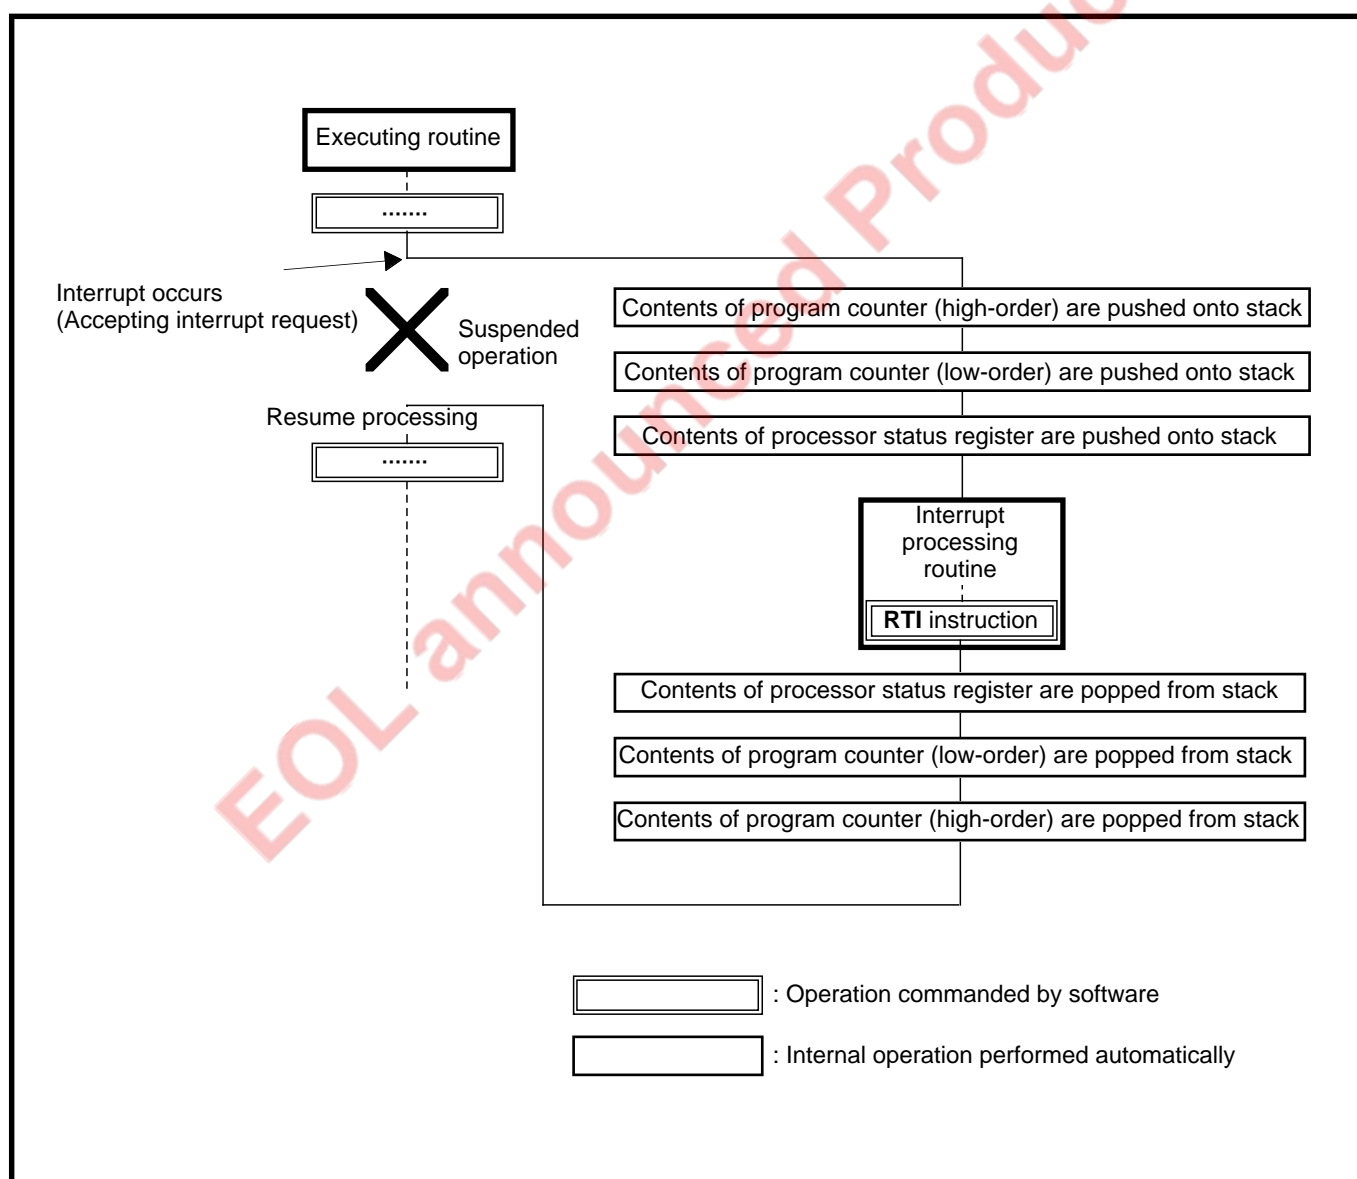 Executing routine
.......
Interrupt occurs
(Accepting interrupt request)
Suspended
operation
Contents of program counter (high-order) are pushed onto stack
Contents of program counter (low-order) are pushed onto stack
Contents of processor status register are pushed onto stack
Resume processing
.......
Interrupt
processing
routine
RTI instruction
Contents of processor status register are popped from stack
Contents of program counter (low-order) are popped from stack
Contents of program counter (high-order) are popped from stack
: Operation commanded by software
: Internal operation performed automatically
EOL announced Produc